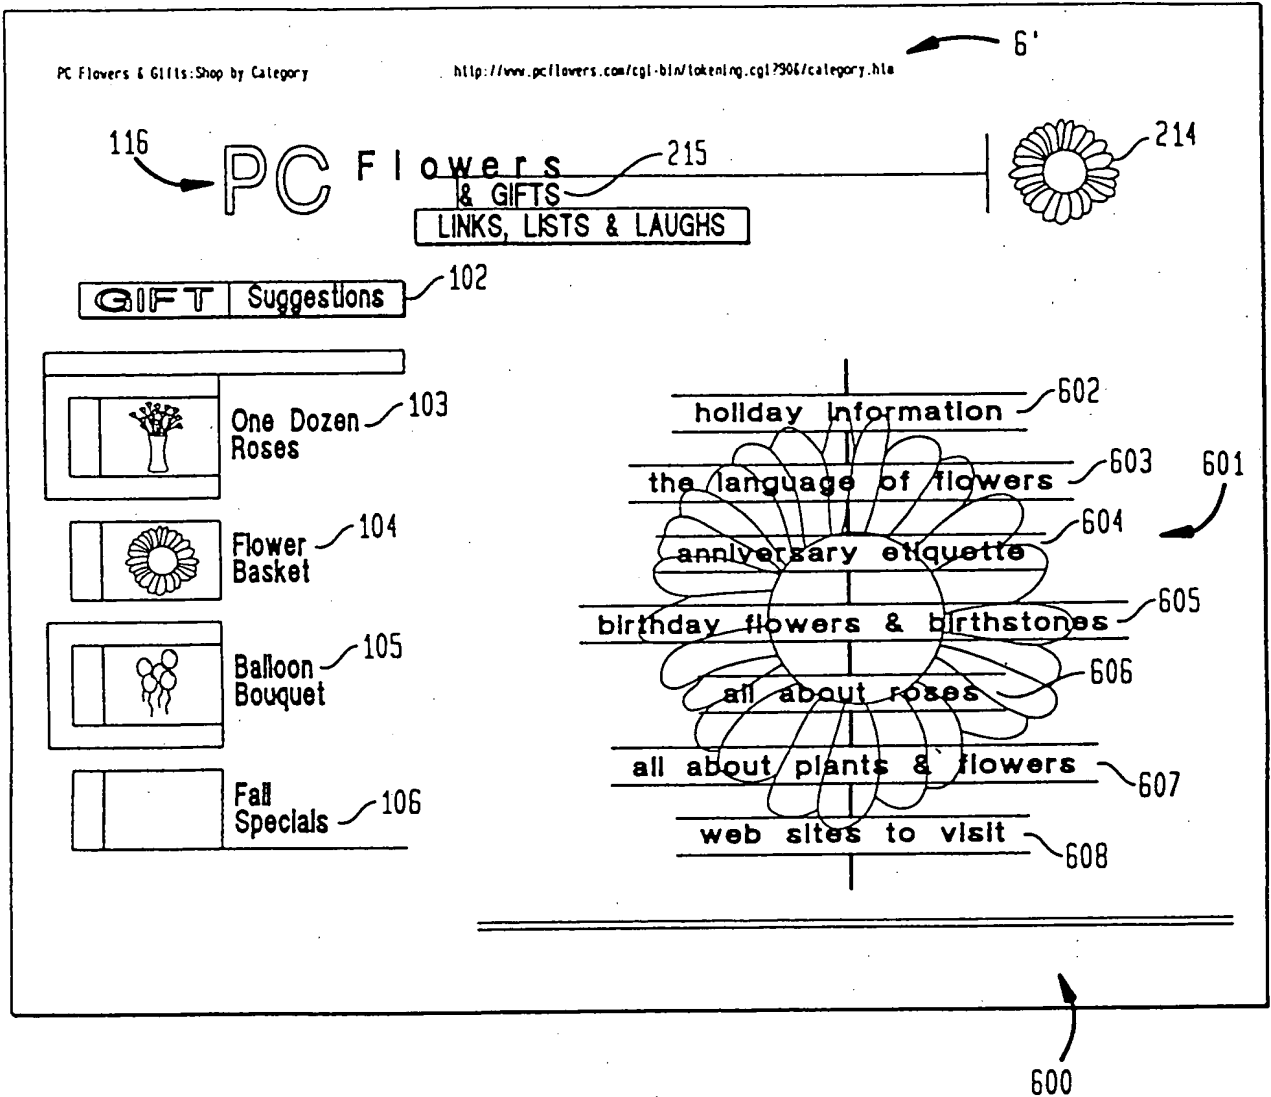 6'
PC Flowers & Gifts:Shop by Category
http://www.pcflowers.com/cgi-bin/tokening.cgi?906/category.htm
116
PC Flowers
215
214
& GIFTS
LINKS, LISTS & LAUGHS
GIFT Suggestions
102
One Dozen
Roses
103
Flower
Basket
104
Balloon
Bouquet
105
Fall
Specials
106
holiday information
602
the language of flowers
603
601
anniversary etiquette
604
birthday flowers & birthstones
605
all about roses
606
all about plants & flowers
607
web sites to visit
608
600